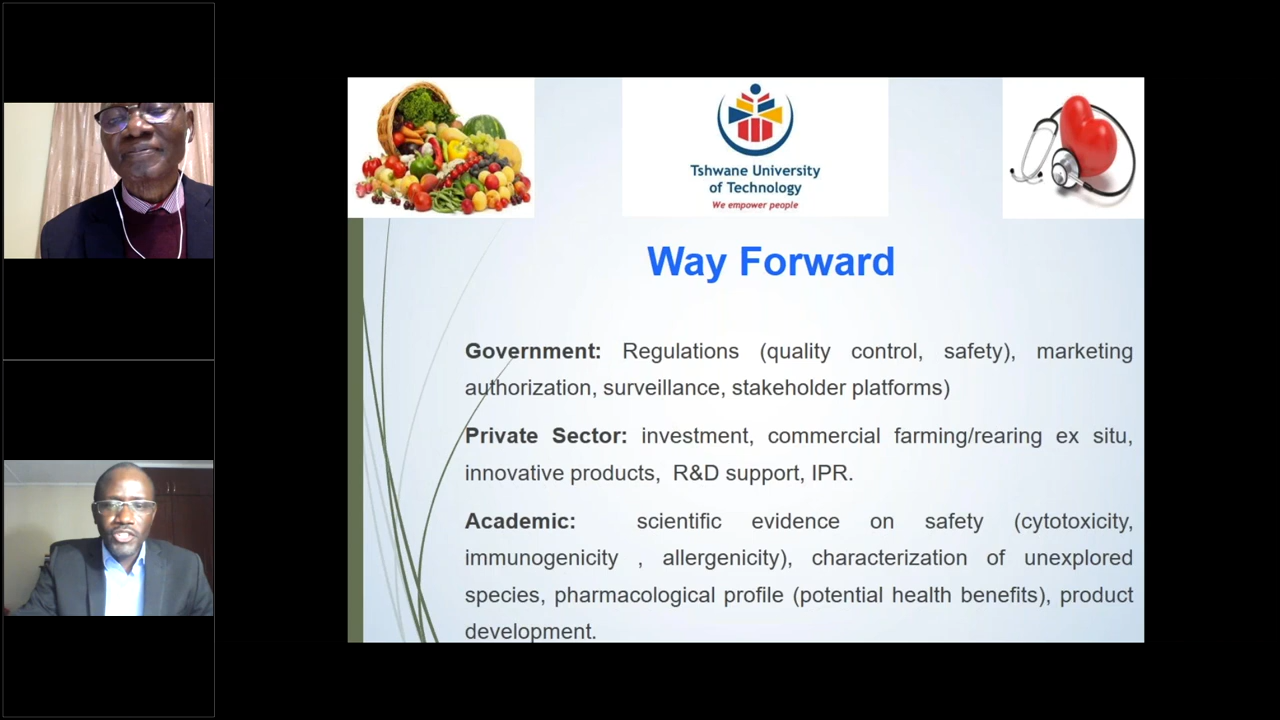 Tshwane University
of Technology
We empower people
Way Forward
Government: Regulations (quality control, safety), marketing
authorization, surveillance, stakeholder platforms)
Private Sector: investment, commercial farming/rearing ex situ,
innovative products, R&D support, IPR.
Academic: scientific evidence on safety (cytotoxicity,
immunogenicity , allergenicity), characterization of unexplored
species, pharmacological profile (potential health benefits), product
development.